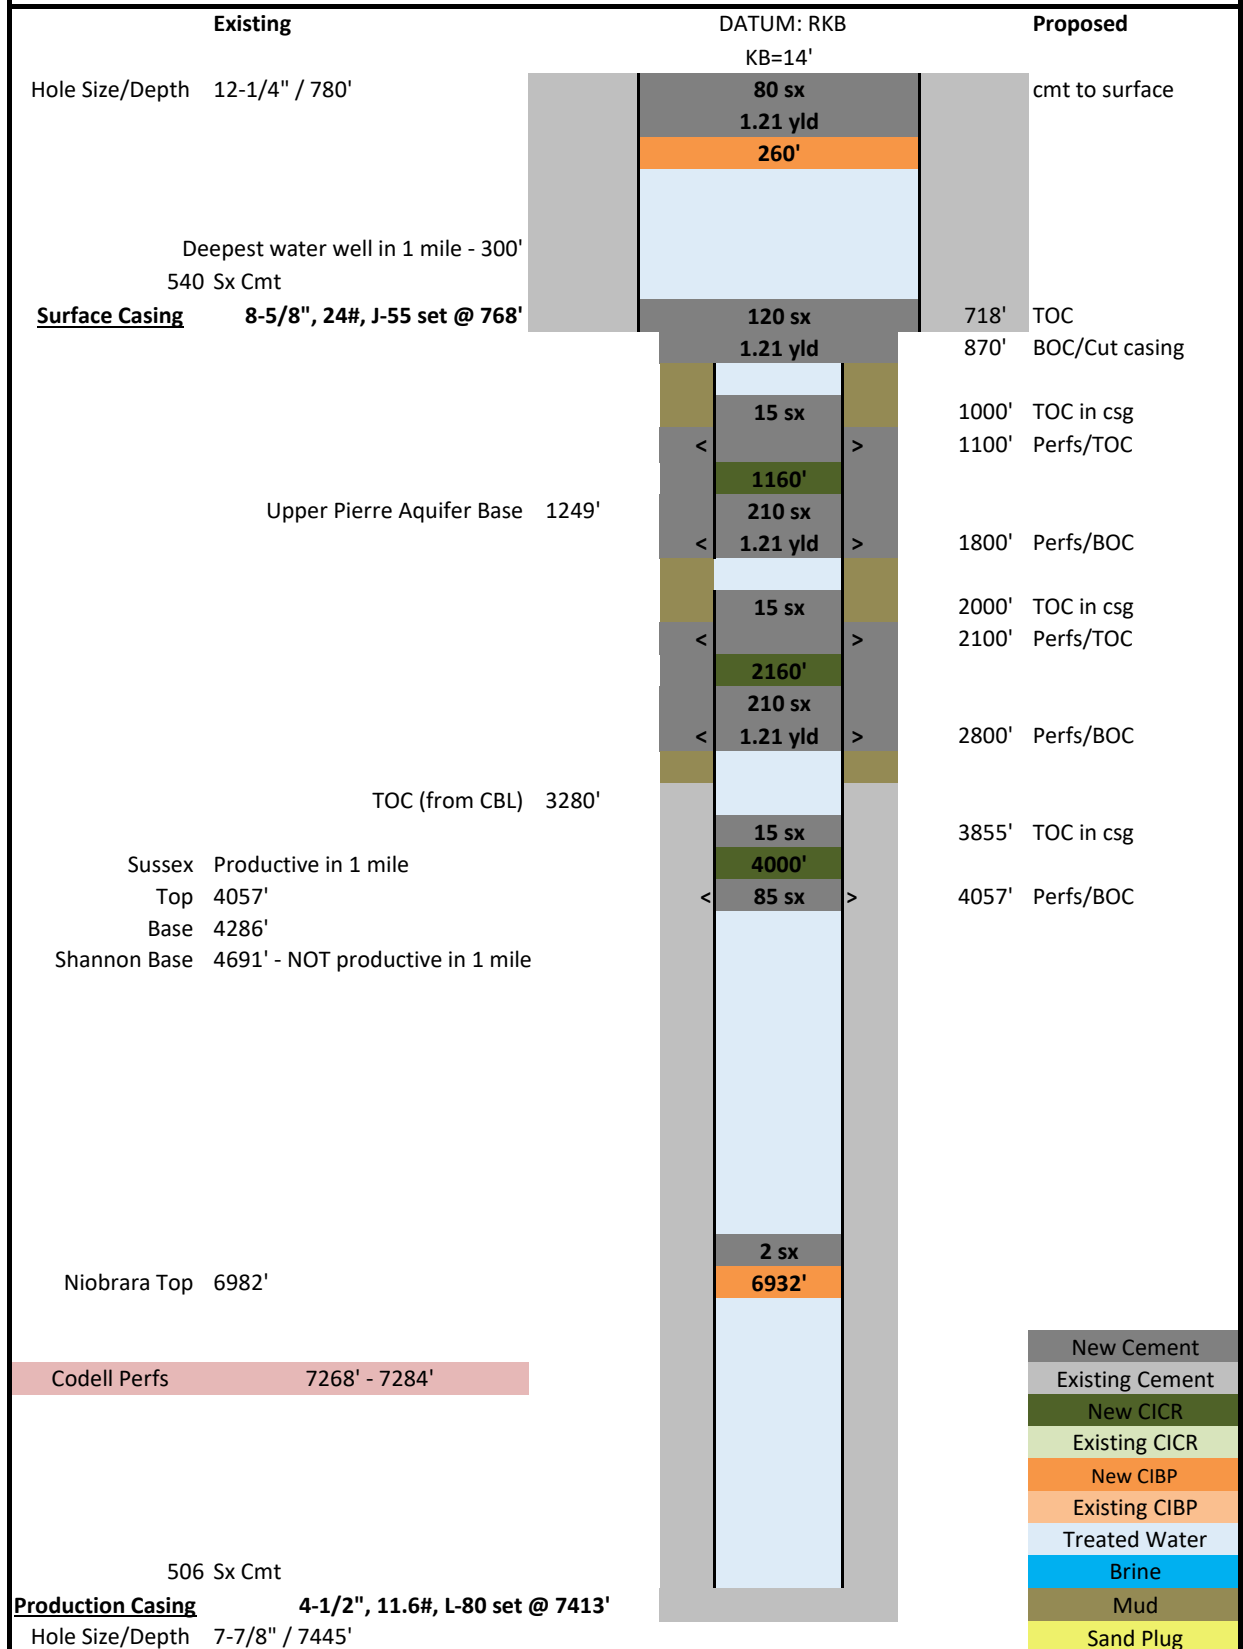 Existing DATUM: RKB Proposed
KB=14'
Hole Size/Depth 12-1/4" / 780' 80 sx cmt to surface
1.21 yld
260'
Deepest water well in 1 mile - 300'
540 Sx Cmt
Surface Casing 8-5/8", 24#, J-55 set @ 768' 120 sx 718' TOC
1.21 yld 870' BOC/Cut casing
15 sx 1000' TOC in csg
< > 1100' Perfs/TOC
1160'
Upper Pierre Aquifer Base 1249' 210 sx
< 1.21 yld > 1800' Perfs/BOC
15 sx 2000' TOC in csg
< > 2100' Perfs/TOC
2160'
210 sx
< 1.21 yld > 2800' Perfs/BOC
TOC (from CBL) 3280'
15 sx 3855' TOC in csg
Sussex Productive in 1 mile 4000'
Top 4057' < 85 sx > 4057' Perfs/BOC
Base 4286'
Shannon Base 4691' - NOT productive in 1 mile
2 sx
Niobrara Top 6982' 6932'
New Cement
Codell Perfs 7268' - 7284' Existing Cement
New CICR
Existing CICR
New CIBP
Existing CIBP
Treated Water
506 Sx Cmt Brine
Production Casing 4-1/2", 11.6#, L-80 set @ 7413' Mud
Hole Size/Depth 7-7/8" / 7445' Sand Plug